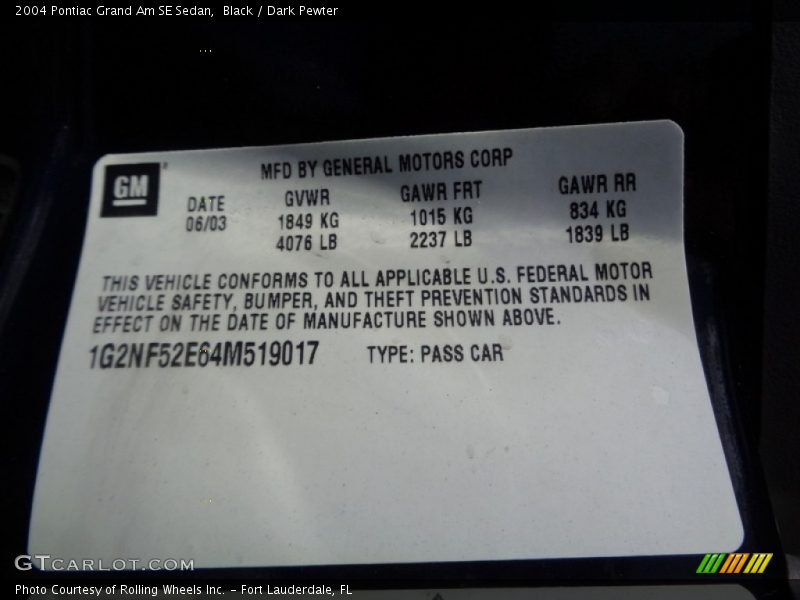 2004 Pontiac Grand Am SE Sedan,  Black / Dark Pewter
MFD BY GENERAL MOTORS CORP
GM®
DATE
06/03
GVWR
1849 KG
4076 LB
GAWR FRT
1015 KG
2237 LB
GAWR RR
834 KG
1839 LB
THIS VEHICLE CONFORMS TO ALL APPLICABLE U.S. FEDERAL MOTOR
VEHICLE SAFETY, BUMPER, AND THEFT PREVENTION STANDARDS IN
EFFECT ON THE DATE OF MANUFACTURE SHOWN ABOVE.
1G2NF52E64M519017 TYPE: PASS CAR
GTcarlot.com
Photo Courtesy of Rolling Wheels Inc. – Fort Lauderdale, FL